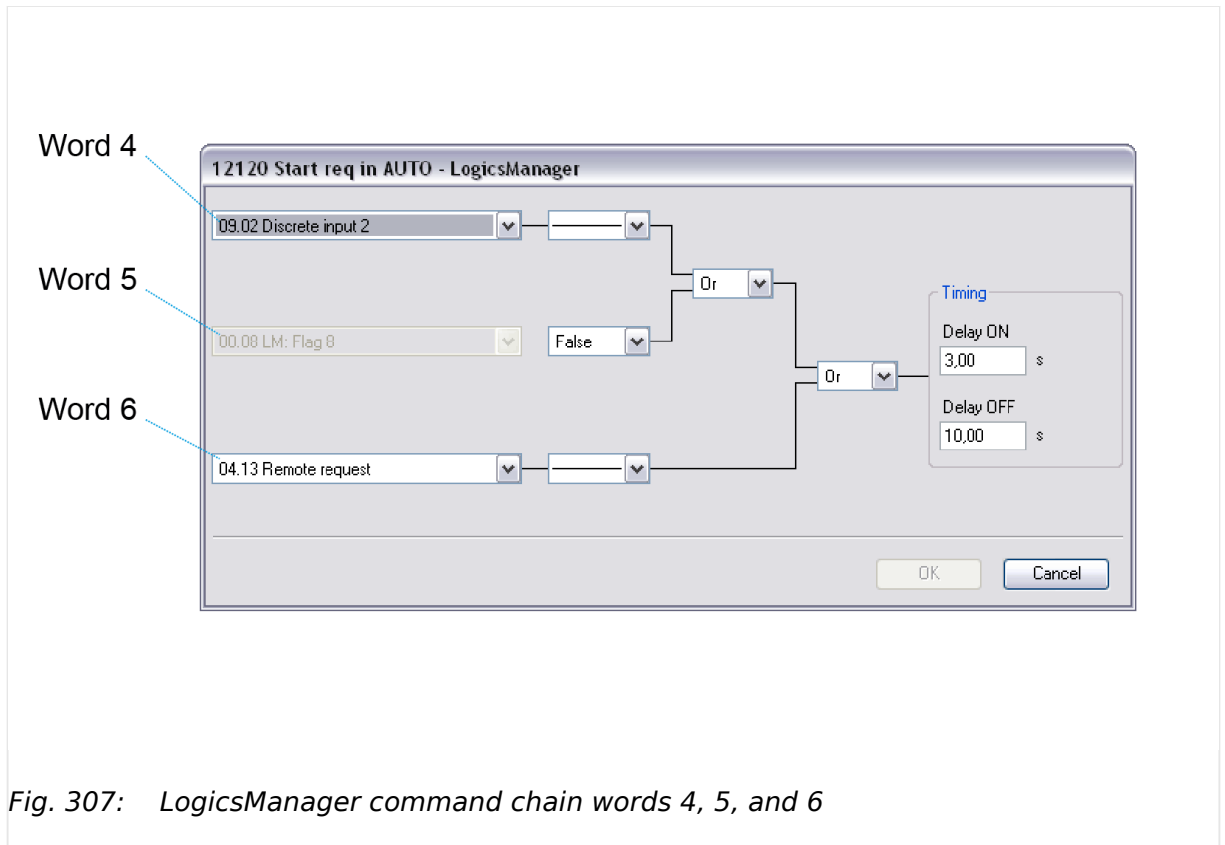 Word 4
12120 Start req in AUTO - LogicsManager
09.02 Discrete input 2
Word 5
Or
Timing
Delay ON
00.08 LM: Flag 8
False
3,00 s
Or
Word 6
Delay OFF
10,00 s
04.13 Remote request
OK
Cancel
Fig. 307: LogicsManager command chain words 4, 5, and 6